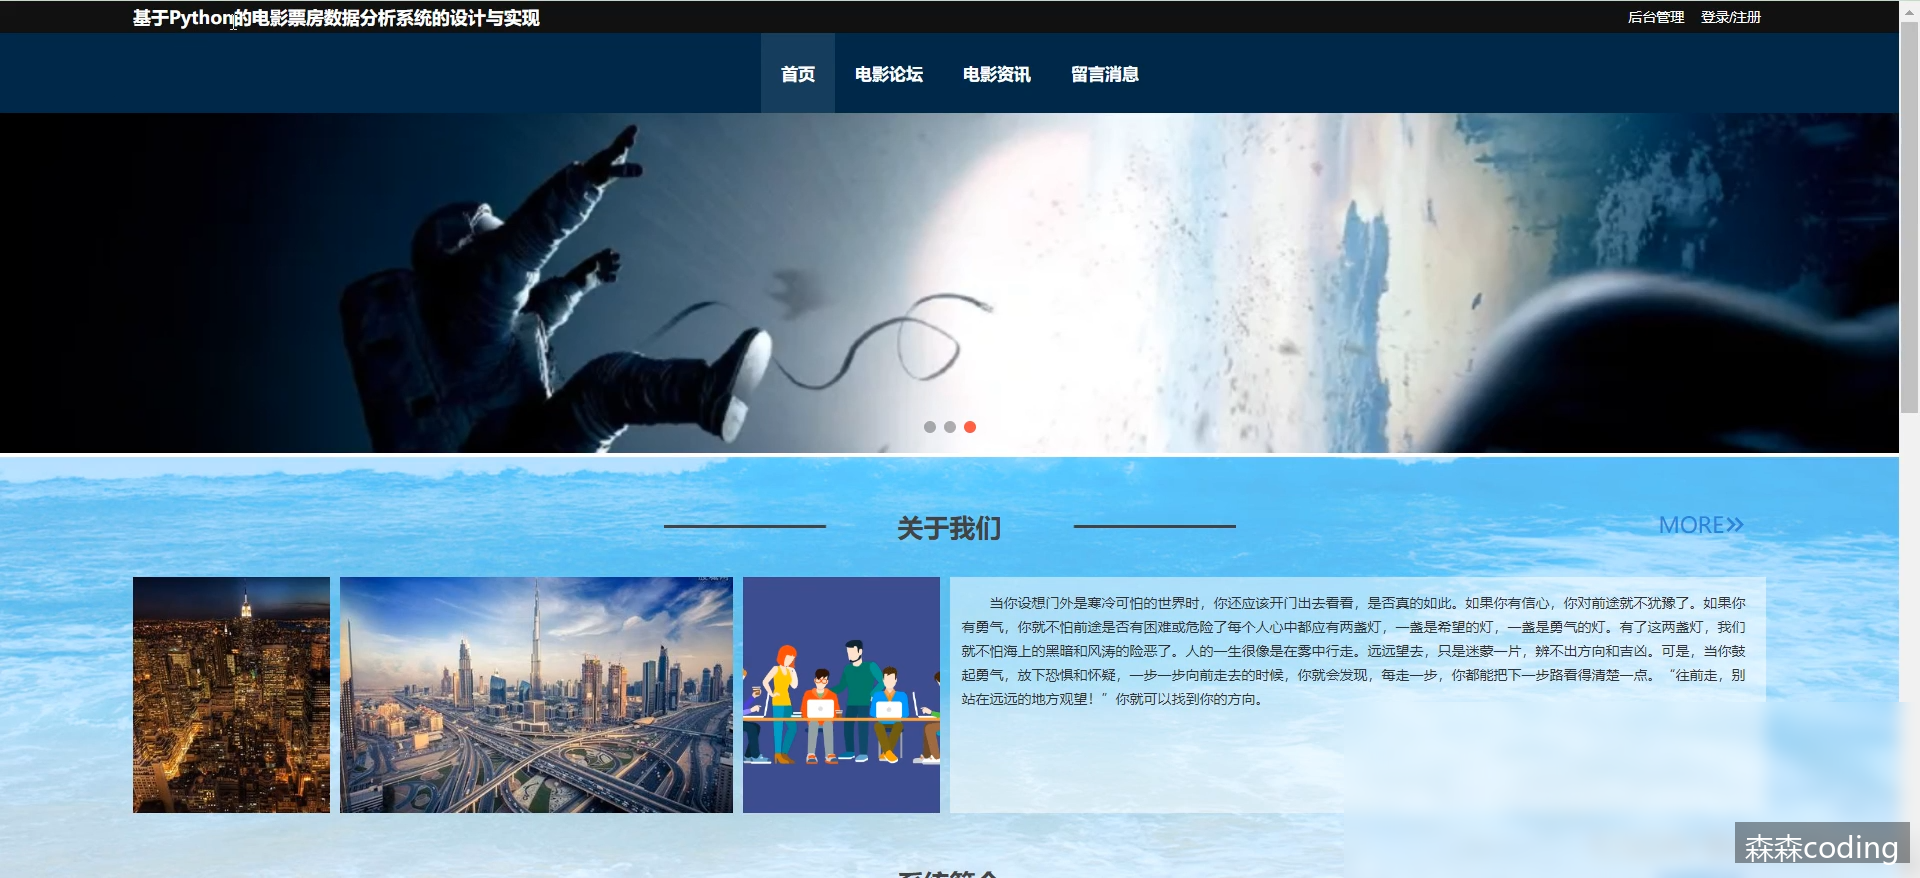 基于Python的电影票房数据分析系统的设计与实现
后台管理 登录/注册
首页 电影论坛 电影资讯 留言消息
关于我们
MORE
当你设想门外是寒冷可怕的世界时，你还应该开门出去看看，是否真的如此。如果你有信心，你对前途就不犹豫了。如果你
有勇气，你就不怕前途是否有困难或危险了每个人心中都应有两盏灯，一盏是希望的灯，一盏是勇气的灯。有了这两盏灯，我们
就不怕海上的黑暗和风涛的险恶了。人的一生很像是在雾中行走。远远望去，只是迷蒙一片，辨不出方向和吉凶。可是，当你鼓
起勇气，放下恐惧和怀疑，一步一步向前走去的时候，你就会发现，每走一步，你都能把下一步路看得清楚一点。“往前走，别
站在远远的地方观望！”你就可以找到你的方向。
系统简介
森森coding